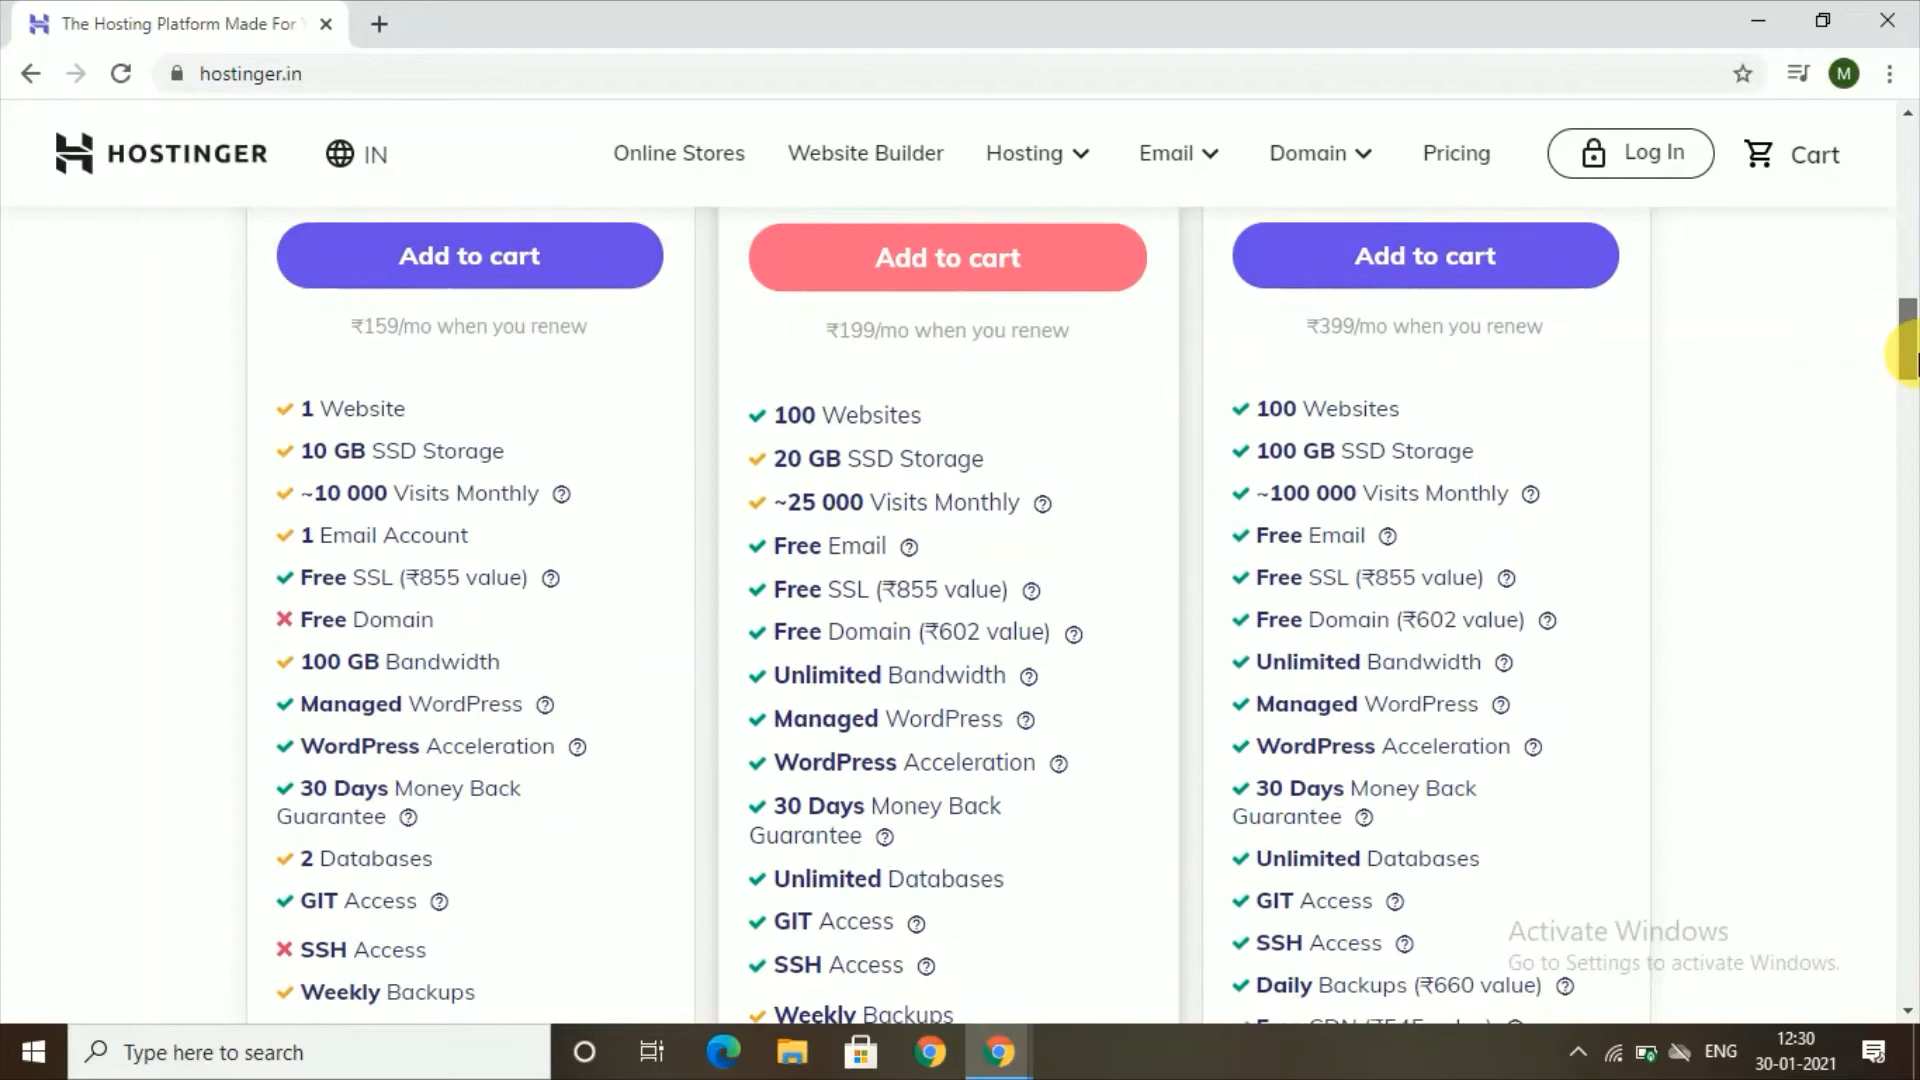 The Hosting Platform Made For
hostinger.in
M
HOSTINGER
IN
Online Stores
Website Builder
Hosting
Email
Domain
Pricing
Log In
Cart
Add to cart
₹159/mo when you renew
1 Website
10 GB SSD Storage
~10 000 Visits Monthly
1 Email Account
Free SSL (₹855 value)
Free Domain
100 GB Bandwidth
Managed WordPress
WordPress Acceleration
30 Days Money Back
Guarantee
2 Databases
GIT Access
SSH Access
Weekly Backups
Add to cart
₹199/mo when you renew
100 Websites
20 GB SSD Storage
~25 000 Visits Monthly
Free Email
Free SSL (₹855 value)
Free Domain (₹602 value)
Unlimited Bandwidth
Managed WordPress
WordPress Acceleration
30 Days Money Back
Guarantee
Unlimited Databases
GIT Access
SSH Access
Weekly Backups
Add to cart
₹399/mo when you renew
100 Websites
100 GB SSD Storage
~100 000 Visits Monthly
Free Email
Free SSL (₹855 value)
Free Domain (₹602 value)
Unlimited Bandwidth
Managed WordPress
WordPress Acceleration
30 Days Money Back
Guarantee
Unlimited Databases
GIT Access
SSH Access
Daily Backups (₹660 value)
Activate Windows
Go to Settings to activate Windows.
Type here to search
ENG
12:30
30-01-2021